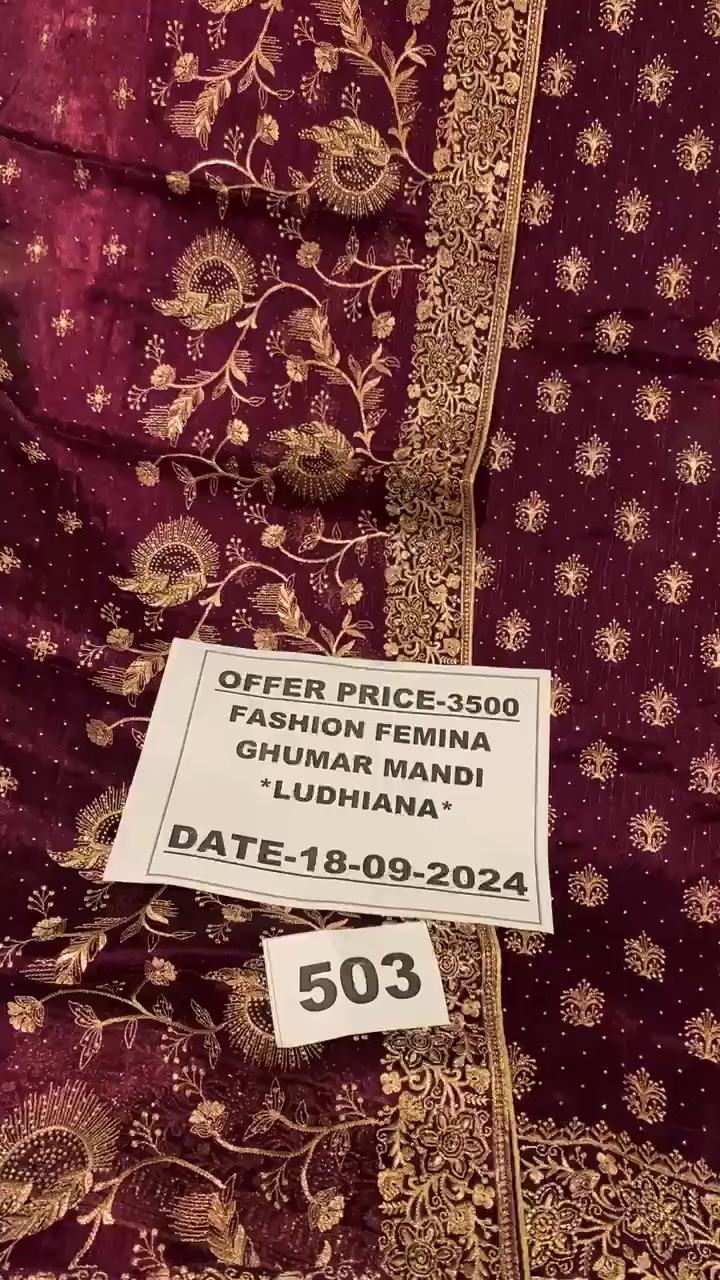 OFFER PRICE-3500
FASHION FEMINA
GHUMAR MANDI
*LUDHIANA*
DATE-18-09-2024
503